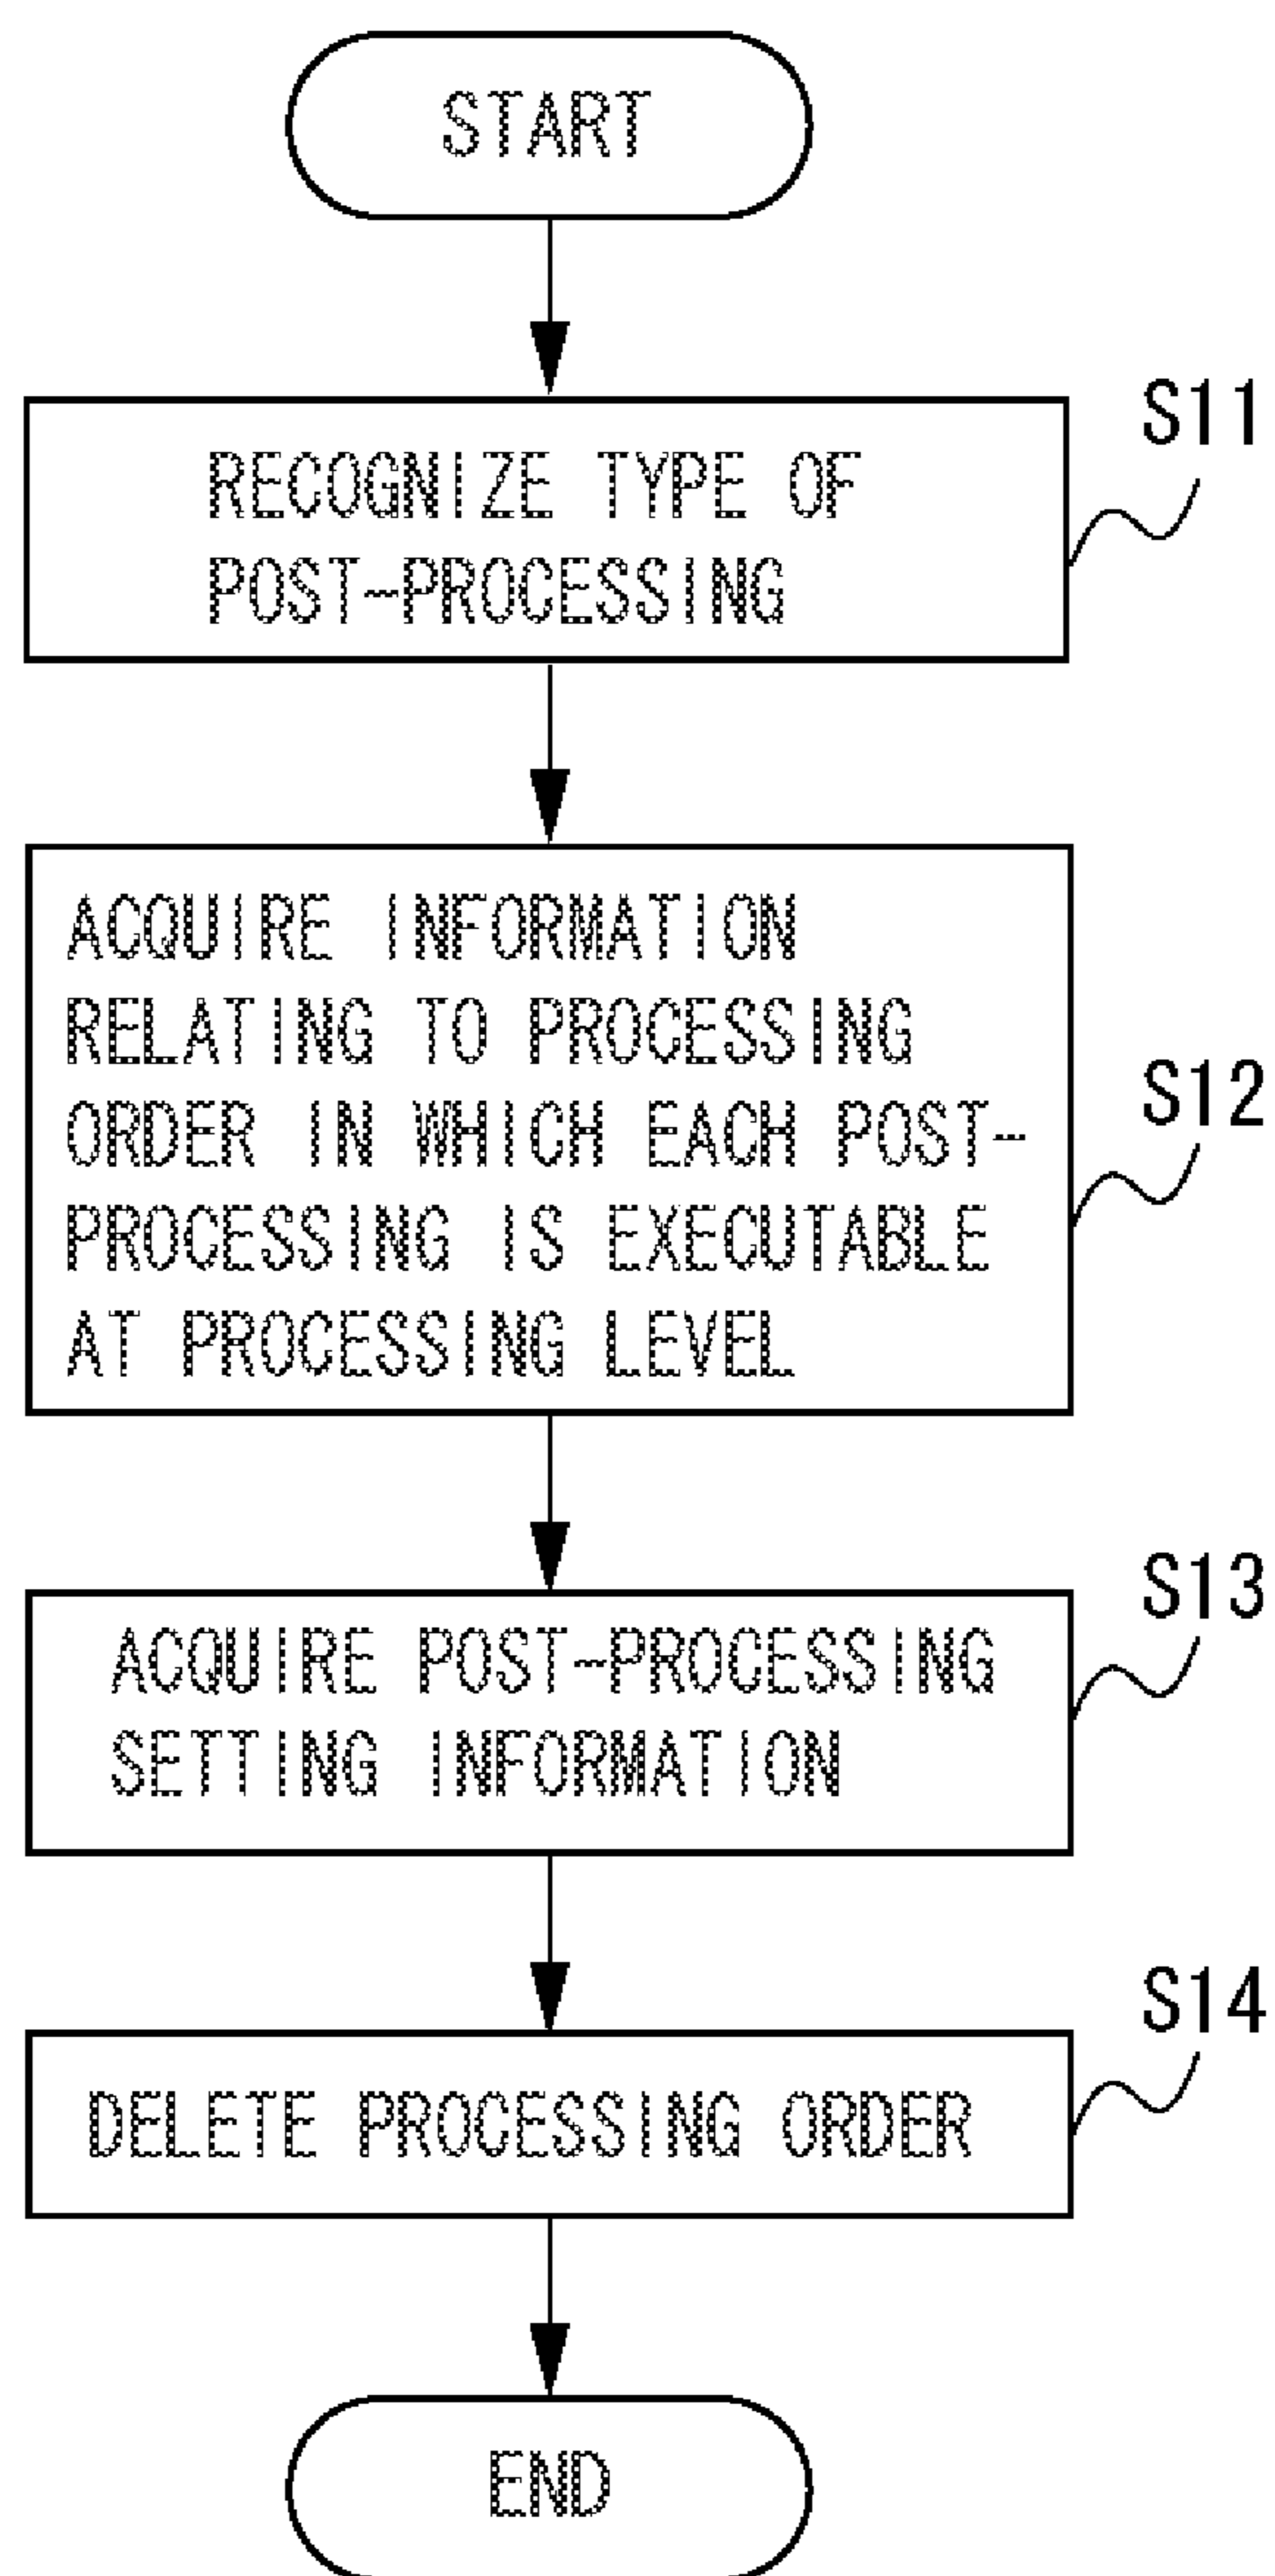 START
S11
RECOGNIZE TYPE OF
POST-PROCESSING
ACQUIRE INFORMATION
RELATING TO PROCESSING
ORDER IN WHICH EACH POST-
PROCESSING IS EXECUTABLE
AT PROCESSING LEVEL
S12
S13
ACQUIRE POST-PROCESSING
SETTING INFORMATION
S14
DELETE PROCESSING ORDER
END